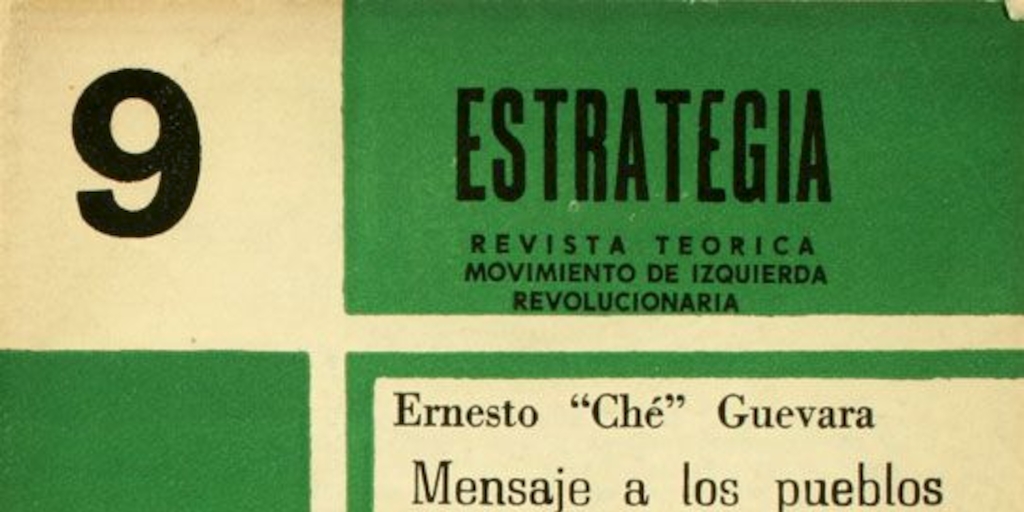 9
ESTRATEGIA
REVISTA TEORICA
MOVIMIENTO DE IZQUIERDA
REVOLUCIONARIA
Ernesto “Ché” Guevara
Mensaje a los pueblos